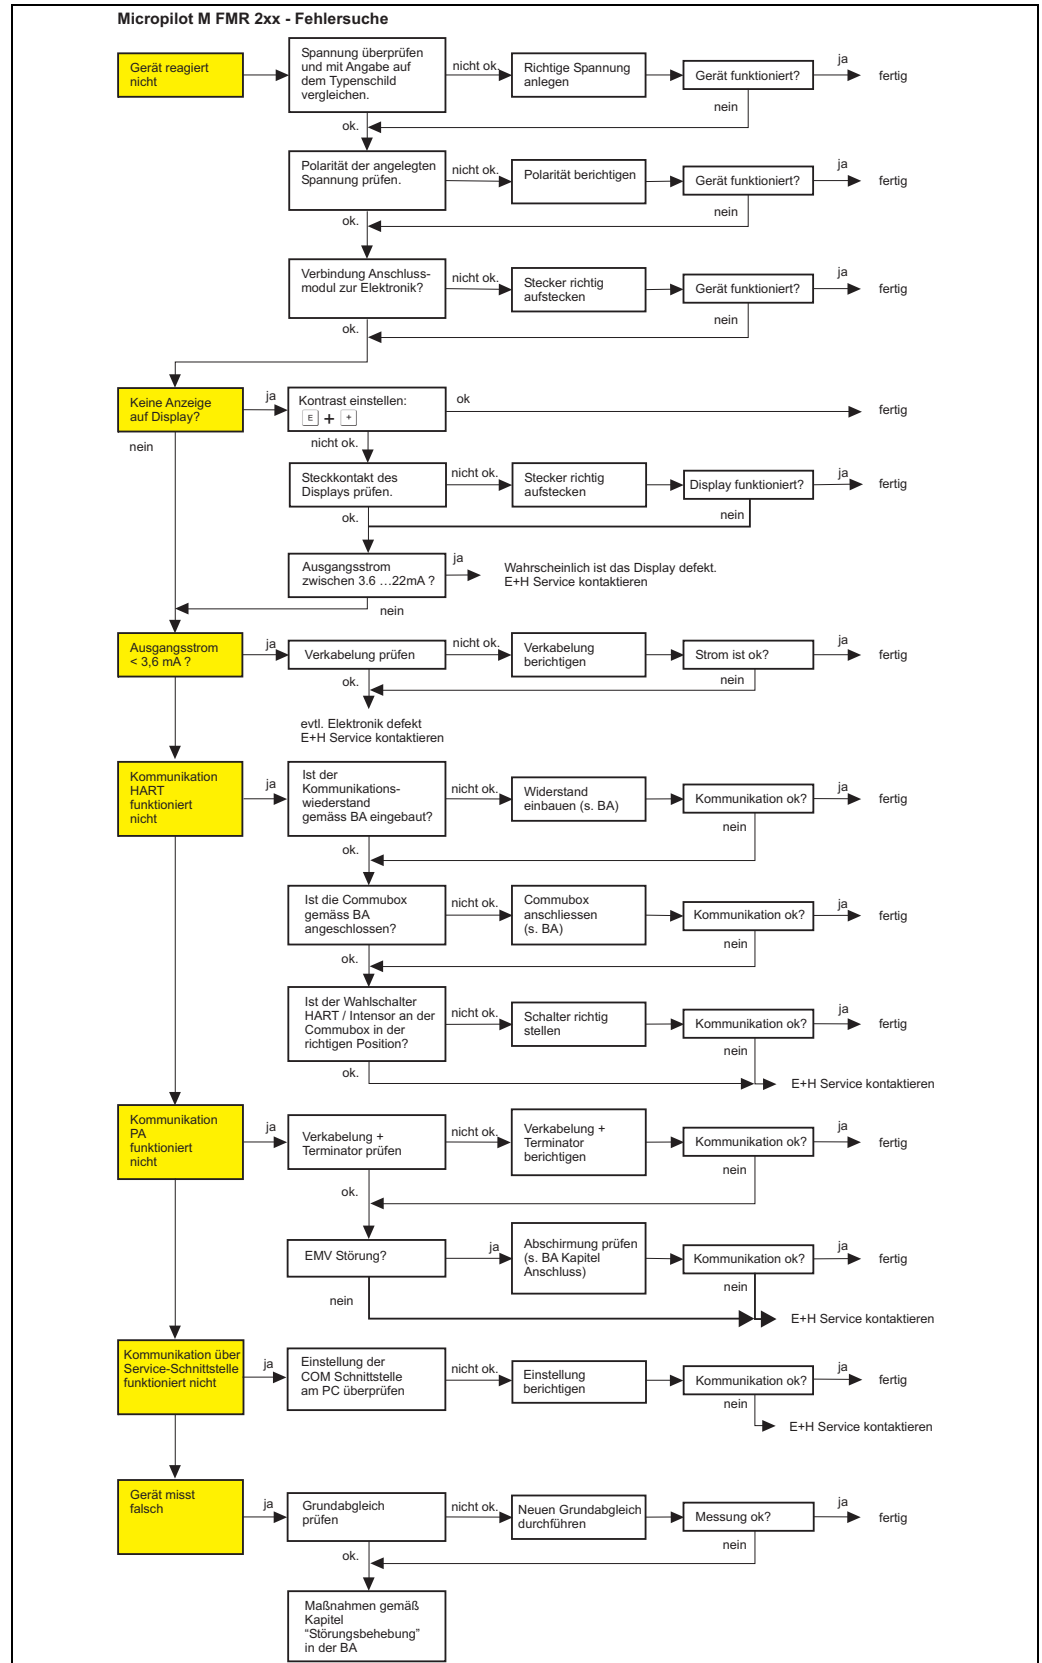 Micropilot M FMR 2xx - Fehlersuche
Gerät reagiert
nicht
Spannung überprüfen
und mit Angabe auf
dem Typenschild
vergleichen.
nicht ok.
Richtige Spannung
anlegen
Gerät funktioniert?
ja
fertig
nein
ok.
Polarität der angelegten
Spannung prüfen.
nicht ok.
Polarität berichtigen
Gerät funktioniert?
ja
fertig
nein
ok.
Verbindung Anschluss-
modul zur Elektronik?
nicht ok.
Stecker richtig
aufstecken
Gerät funktioniert?
ja
fertig
nein
ok.
Keine Anzeige
auf Display?
ja
Kontrast einstellen:
E + +
ok
fertig
nein
nicht ok.
Steckkontakt des
Displays prüfen.
nicht ok.
Stecker richtig
aufstecken
Display funktioniert?
ja
fertig
nein
ok.
Ausgangsstrom
zwischen 3.6 …22mA ?
ja
Wahrscheinlich ist das Display defekt.
E+H Service kontaktieren
nein
Ausgangsstrom
< 3,6 mA ?
ja
Verkabelung prüfen
nicht ok.
Verkabelung
berichtigen
Strom ist ok?
ja
fertig
nein
ok.
evtl. Elektronik defekt
E+H Service kontaktieren
Kommunikation
HART
funktioniert
nicht
ja
Ist der
Kommunikations-
wiederstand
gemäss BA eingebaut?
nicht ok.
Widerstand
einbauen (s. BA)
Kommunikation ok?
ja
fertig
nein
ok.
Ist die Commubox
gemäss BA
angeschlossen?
nicht ok.
Commubox
anschliessen
(s. BA)
Kommunikation ok?
ja
fertig
nein
ok.
Ist der Wahlschalter
HART / Intensor an der
Commubox in der
richtigen Position?
nicht ok.
Schalter richtig
stellen
Kommunikation ok?
ja
fertig
nein
ok.
E+H Service kontaktieren
Kommunikation
PA
funktioniert
nicht
ja
Verkabelung +
Terminator prüfen
nicht ok.
Verkabelung +
Terminator
berichtigen
Kommunikation ok?
ja
fertig
nein
ok.
EMV Störung?
ja
Abschirmung prüfen
(s. BA Kapitel
Anschluss)
Kommunikation ok?
ja
fertig
nein
nein
E+H Service kontaktieren
Kommunikation über
Service-Schnittstelle
funktioniert nicht
ja
Einstellung der
COM Schnittstelle
am PC überprüfen
nicht ok.
Einstellung
berichtigen
Kommunikation ok?
ja
fertig
nein
E+H Service kontaktieren
Gerät misst
falsch
ja
Grundabgleich
prüfen
nicht ok.
Neuen Grundabgleich
durchführen
Messung ok?
ja
fertig
nein
ok.
Maßnahmen gemäß
Kapitel
“Störungsbehebung”
in der BA